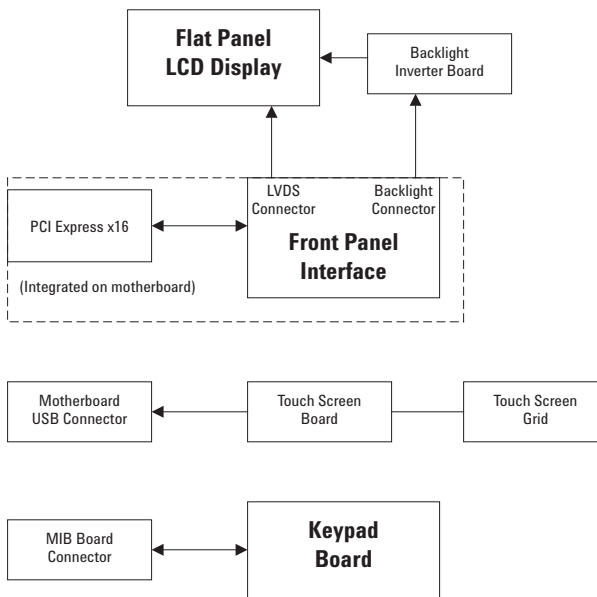 Flat Panel
LCD Display
Backlight
Inverter Board
LVDS
Connector
Backlight
Connector
PCI Express x16
Front Panel
Interface
(Integrated on motherboard)
Motherboard
USB Connector
Touch Screen
Board
Touch Screen
Grid
MIB Board
Connector
Keypad
Board